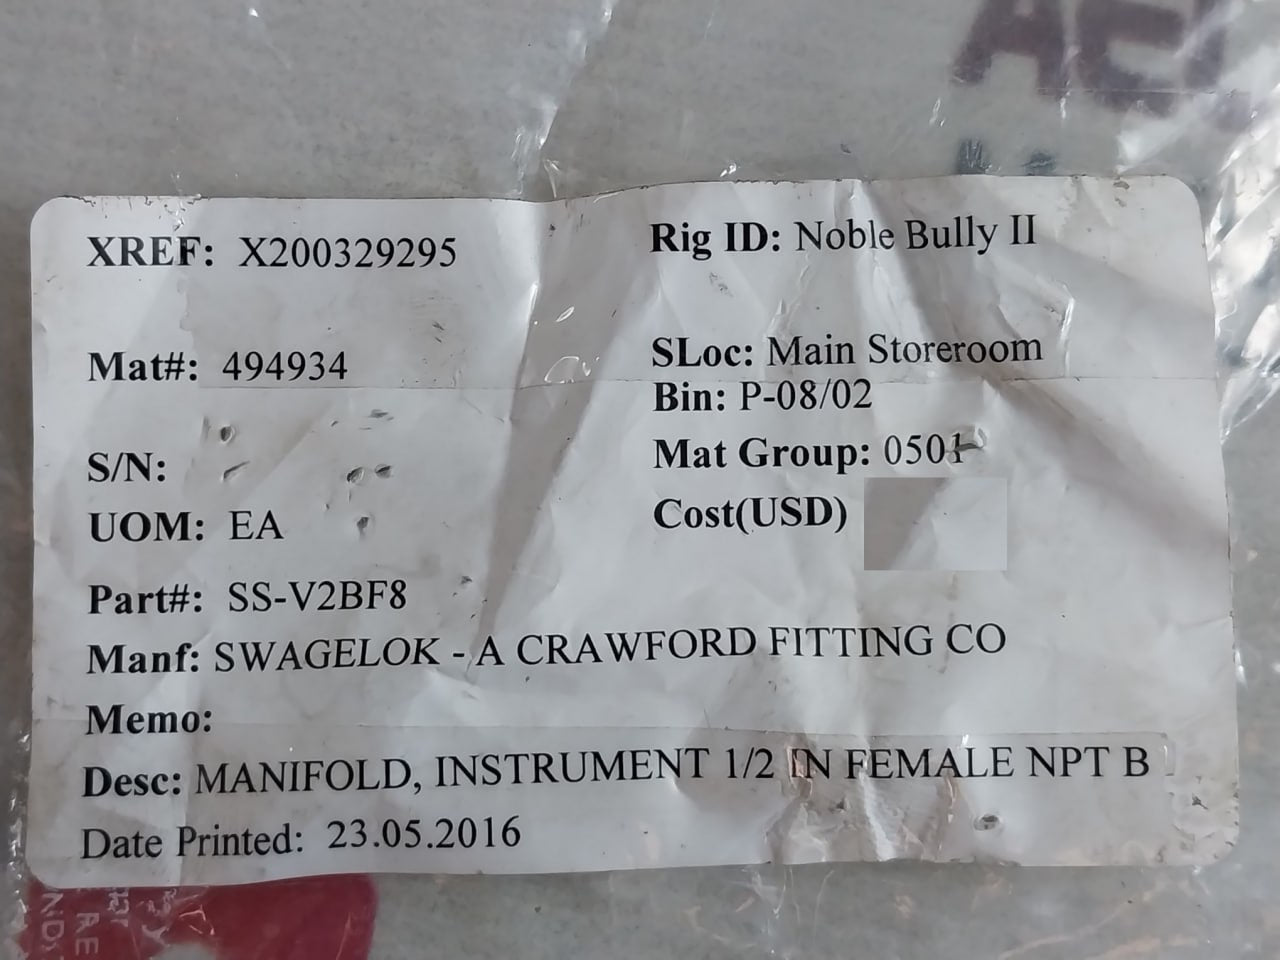 XREF: X200329295
Rig ID: Noble Bully II
Mat#: 494934
SLoc: Main Storeroom
Bin: P-08/02
S/N:
Mat Group: 0501
UOM: EA
Cost(USD)
Part#: SS-V2BF8
Manf: SWAGELOK - A CRAWFORD FITTING CO
Memo:
Desc: MANIFOLD, INSTRUMENT 1/2 IN FEMALE NPT B
Date Printed: 23.05.2016